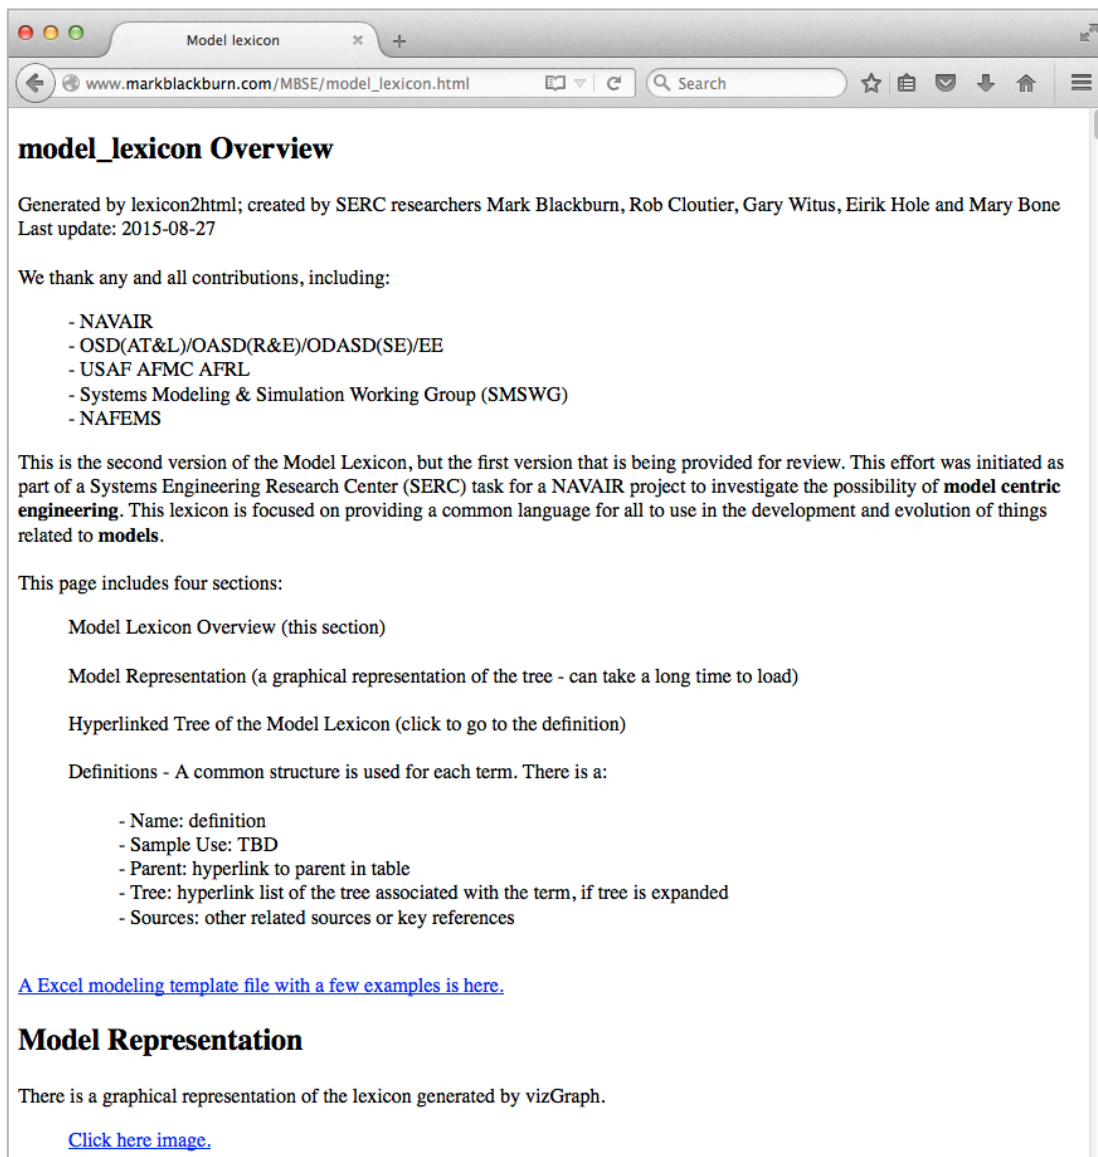 Model lexicon
www.markblackburn.com/MBSE/model_lexicon.html
Search
model_lexicon Overview
Generated by lexicon2html; created by SERC researchers Mark Blackburn, Rob Cloutier, Gary Witus, Eirik Hole and Mary Bone
Last update: 2015-08-27
We thank any and all contributions, including:
- NAVAIR
- OSD(AT&L)/OASD(R&E)/ODASD(SE)/EE
- USAF AFMC AFRL
- Systems Modeling & Simulation Working Group (SMSWG)
- NAFEMS
This is the second version of the Model Lexicon, but the first version that is being provided for review. This effort was initiated as
part of a Systems Engineering Research Center (SERC) task for a NAVAIR project to investigate the possibility of model centric
engineering. This lexicon is focused on providing a common language for all to use in the development and evolution of things
related to models.
This page includes four sections:
Model Lexicon Overview (this section)
Model Representation (a graphical representation of the tree - can take a long time to load)
Hyperlinked Tree of the Model Lexicon (click to go to the definition)
Definitions - A common structure is used for each term. There is a:
- Name: definition
- Sample Use: TBD
- Parent: hyperlink to parent in table
- Tree: hyperlink list of the tree associated with the term, if tree is expanded
- Sources: other related sources or key references
A Excel modeling template file with a few examples is here.
Model Representation
There is a graphical representation of the lexicon generated by vizGraph.
Click here image.